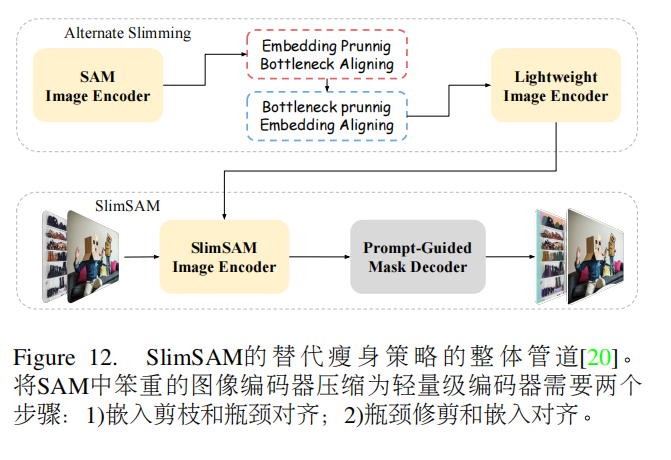 Alternate Slimming
SAM
Image Encoder
Embedding Prunnig
Bottleneck Aligning
Bottleneck prunnig
Embedding Aligning
Lightweight
Image Encoder
SlimSAM
SlimSAM
Image Encoder
Prompt-Guided
Mask Decoder
Figure 12. SlimSAM的替代瘦身策略的整体管道[20]。
将SAM中笨重的图像编码器压缩为轻量级编码器需要两个
步骤：1)嵌入剪枝和瓶颈对齐；2)瓶颈修剪和嵌入对齐。